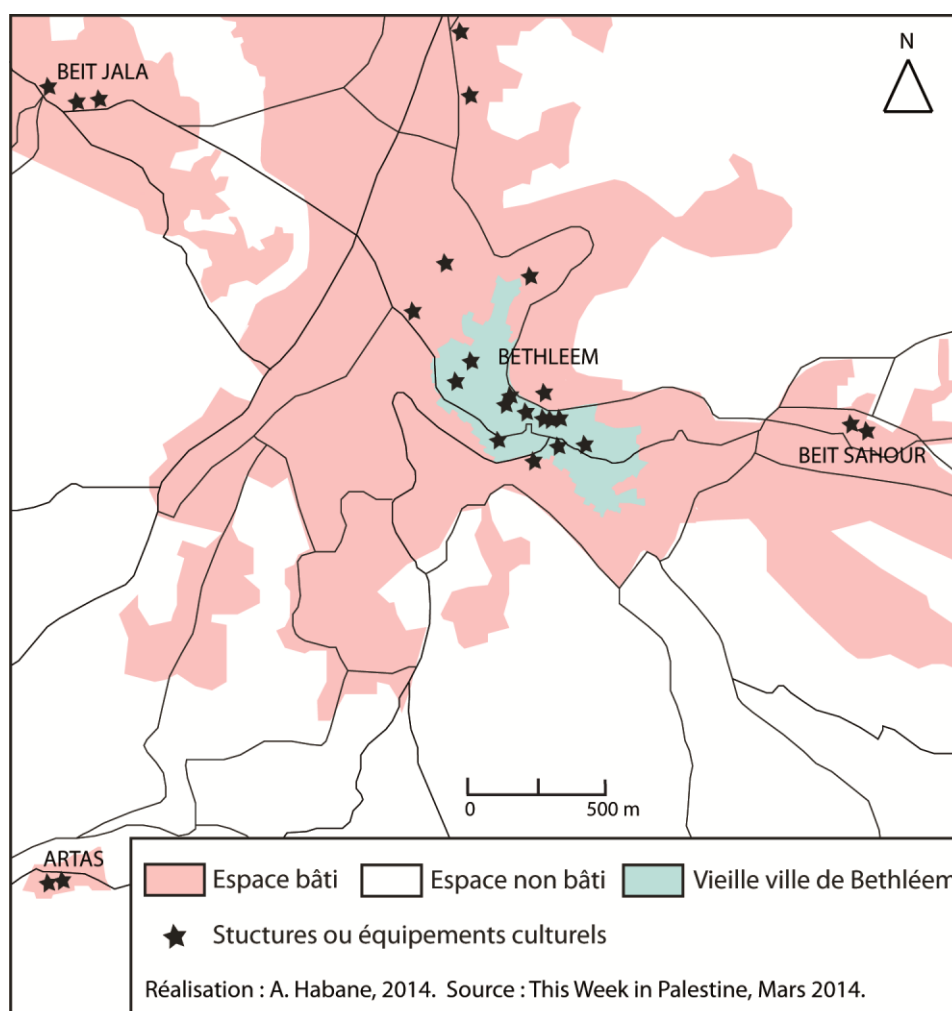 N
BEIT JALA
BETHLEEM
BEIT SAHOUR
0 500 m
ARTAS
Espace bâti Espace non bâti Vieille ville de Bethléem
Stuctures ou équipements culturels
Réalisation : A. Habane, 2014. Source : This Week in Palestine, Mars 2014.